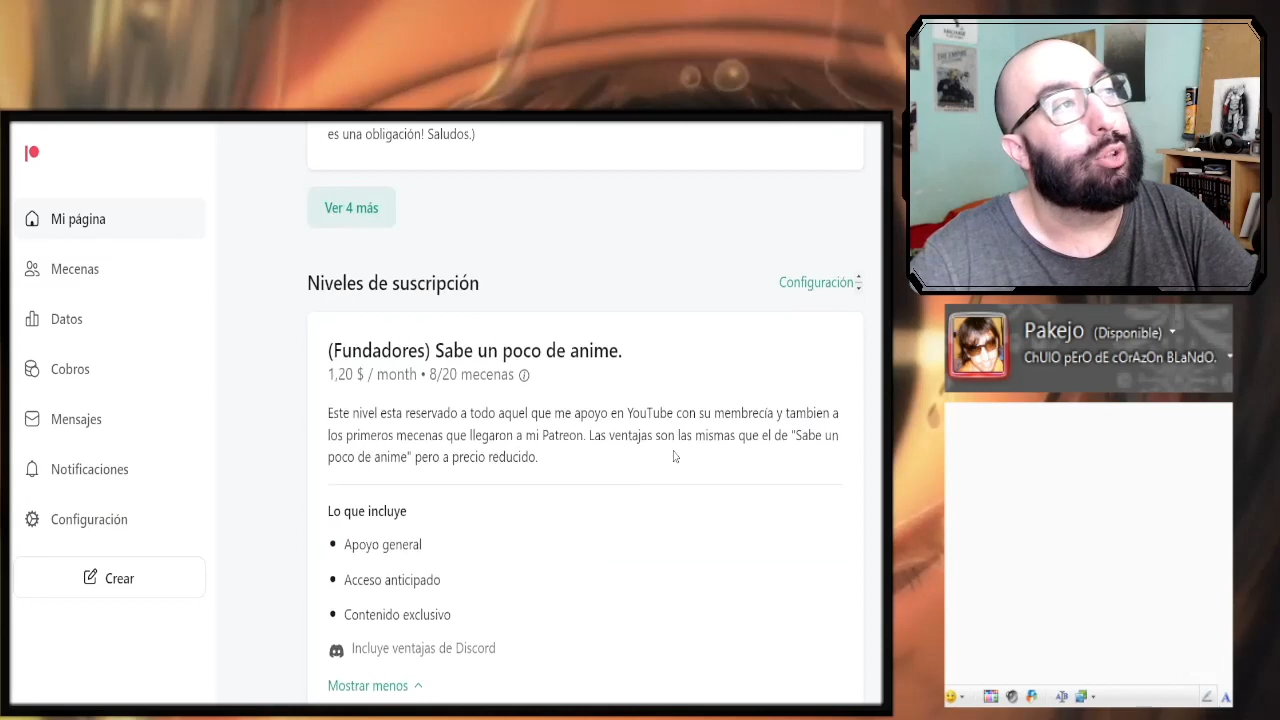 es una obligación! Saludos.)
Ver 4 más
Mi página
Mecenas
Datos
Cobros
Mensajes
Notificaciones
Configuración
Crear
Niveles de suscripción
Configuración
(Fundadores) Sabe un poco de anime.
1,20 $ / month • 8/20 mecenas
Este nivel esta reservado a todo aquel que me apoyo en YouTube con su membrecía y tambien a
los primeros mecenas que llegaron a mi Patreon. Las ventajas son las mismas que el de "Sabe un
poco de anime" pero a precio reducido.
Lo que incluye
• Apoyo general
• Acceso anticipado
• Contenido exclusivo
Incluye ventajas de Discord
Mostrar menos
Pakejo (Disponible)
ChUlO pErO dE cOrAzOn BLaNdO.